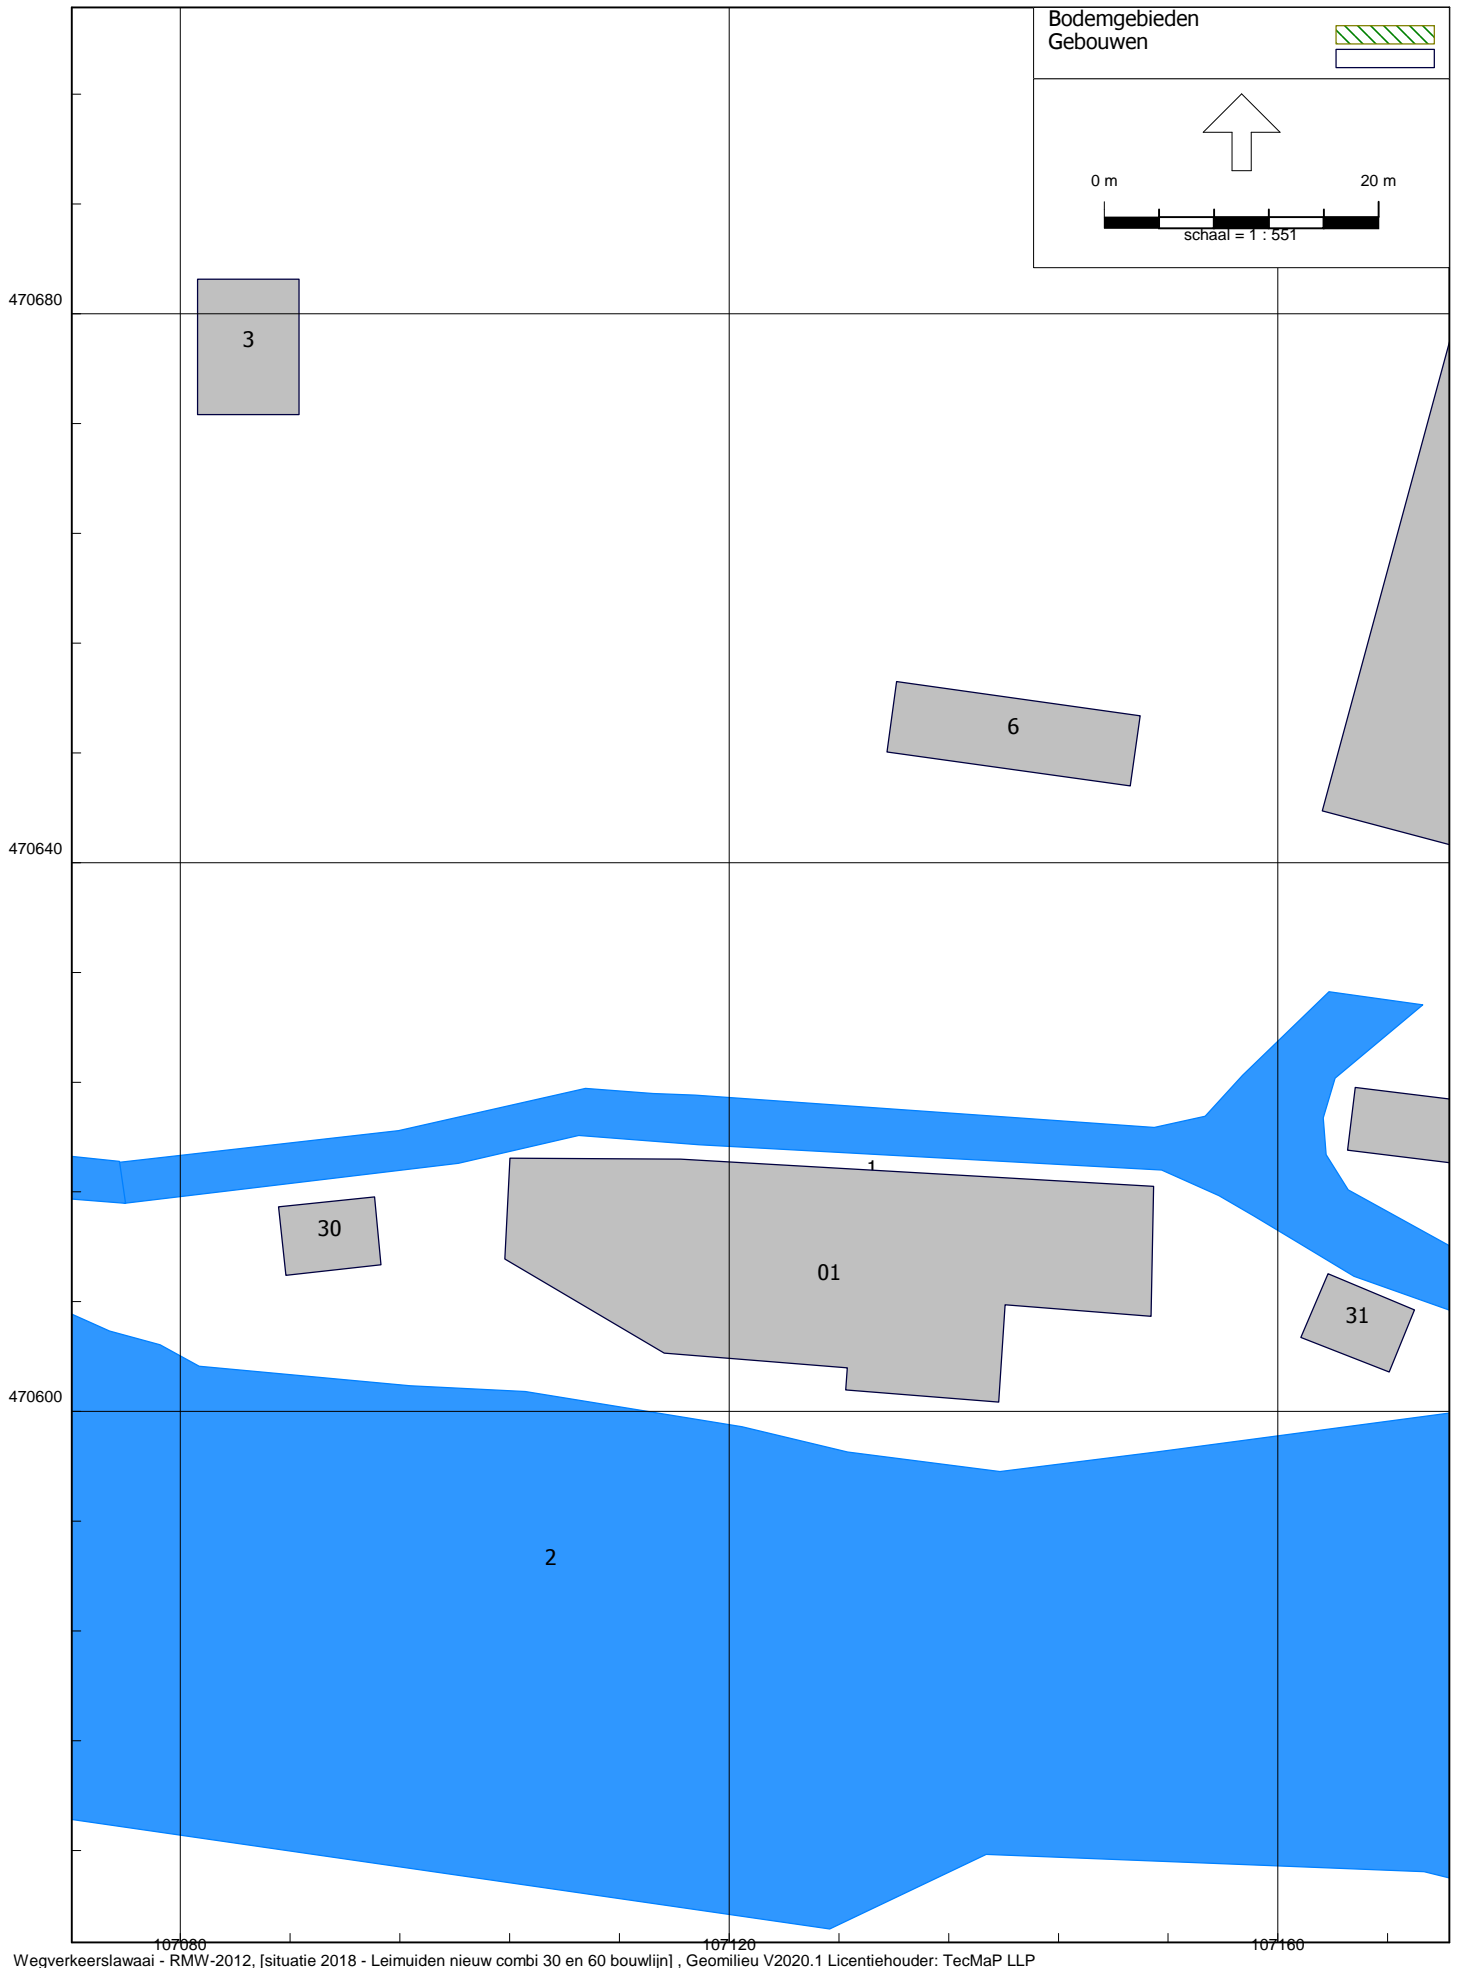 Bodemgebieden
Gebouwen
0 m 20 m
schaal = 1 : 551
470680
3
6
470640
1
30
01
31
470600
2
107080 107120 107160
Wegverkeerslawaai - RMW-2012, [situatie 2018 - Leimuiden nieuw combi 30 en 60 bouwlijn] , Geomilieu V2020.1 Licentiehouder: TecMaP LLP